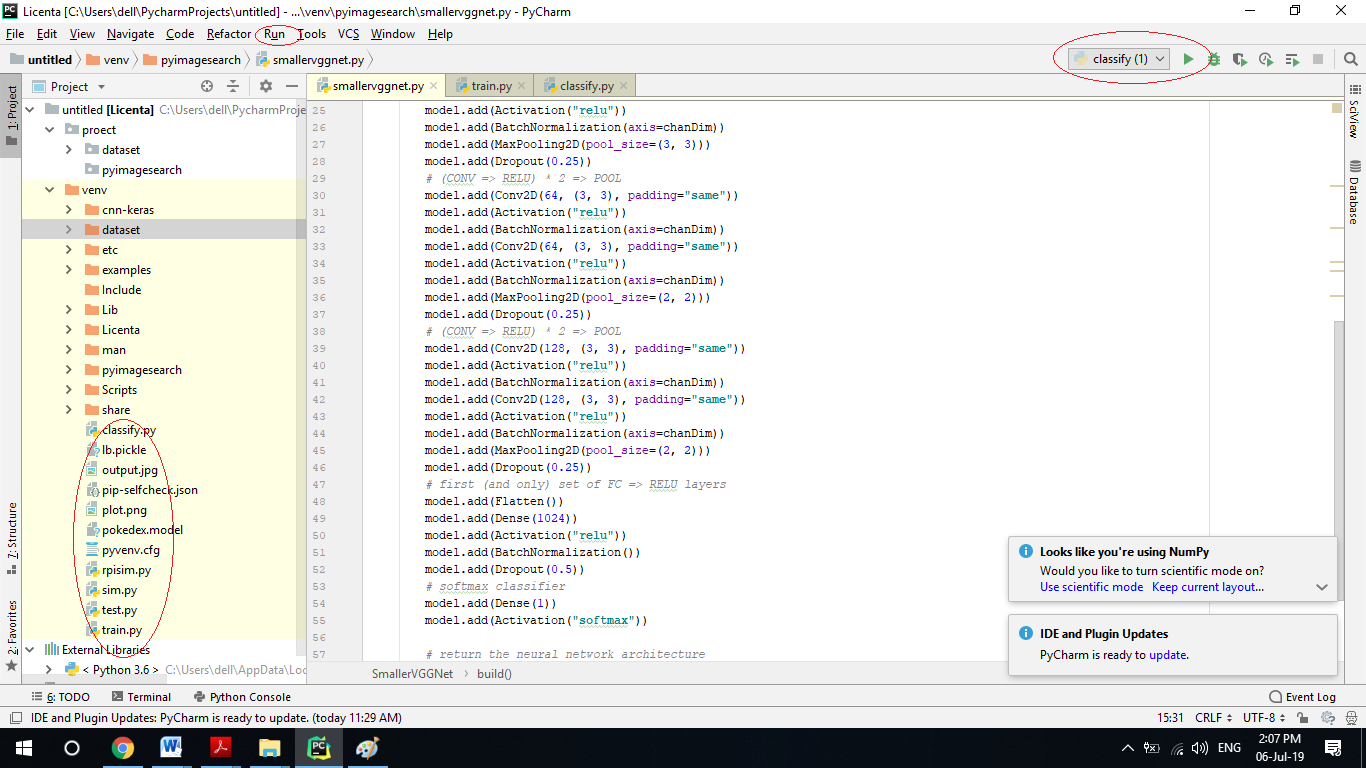 Licenta [C:\Users\dell\PycharmProjects\untitled] - ...\venv\pyimagesearch\smallervggnet.py - PyCharm
File Edit View Navigate Code Refactor Run Tools VCS Window Help
untitled venv pyimagesearch smallervggnet.py classify (1)
Project smallervggnet.py train.py classify.py
1: Project
7: Structure
2: Favorites
untitled [Licenta] C:\Users\dell\PycharmProje
proect
dataset
pyimagesearch
venv
cnn-keras
dataset
etc
examples
Include
Lib
Licenta
man
pyimagesearch
Scripts
share
classify.py
lb.pickle
output.jpg
pip-selfcheck.json
plot.png
pokedex.model
pyvenv.cfg
rpisim.py
sim.py
test.py
train.py
External Libraries
< Python 3.6 > C:\Users\dell\AppData\Loc
25 model.add(Activation("relu"))
26 model.add(BatchNormalization(axis=chanDim))
27 model.add(MaxPooling2D(pool_size=(3, 3)))
28 model.add(Dropout(0.25))
29 # (CONV => RELU) * 2 => POOL
30 model.add(Conv2D(64, (3, 3), padding="same"))
31 model.add(Activation("relu"))
32 model.add(BatchNormalization(axis=chanDim))
33 model.add(Conv2D(64, (3, 3), padding="same"))
34 model.add(Activation("relu"))
35 model.add(BatchNormalization(axis=chanDim))
36 model.add(MaxPooling2D(pool_size=(2, 2)))
37 model.add(Dropout(0.25))
38 # (CONV => RELU) * 2 => POOL
39 model.add(Conv2D(128, (3, 3), padding="same"))
40 model.add(Activation("relu"))
41 model.add(BatchNormalization(axis=chanDim))
42 model.add(Conv2D(128, (3, 3), padding="same"))
43 model.add(Activation("relu"))
44 model.add(BatchNormalization(axis=chanDim))
45 model.add(MaxPooling2D(pool_size=(2, 2)))
46 model.add(Dropout(0.25))
47 # first (and only) set of FC => RELU layers
48 model.add(Flatten())
49 model.add(Dense(1024))
50 model.add(Activation("relu"))
51 model.add(BatchNormalization())
52 model.add(Dropout(0.5))
53 # softmax classifier
54 model.add(Dense(1))
55 model.add(Activation("softmax"))
56
57 # return the neural network architecture
SmallerVGGNet build()
SciView
Database
Looks like you're using NumPy
Would you like to turn scientific mode on?
Use scientific mode Keep current layout...
IDE and Plugin Updates
PyCharm is ready to update.
6: TODO Terminal Python Console Event Log
IDE and Plugin Updates: PyCharm is ready to update. (today 11:29 AM) 15:31 CRLF UTF-8
ENG
2:07 PM
06-Jul-19